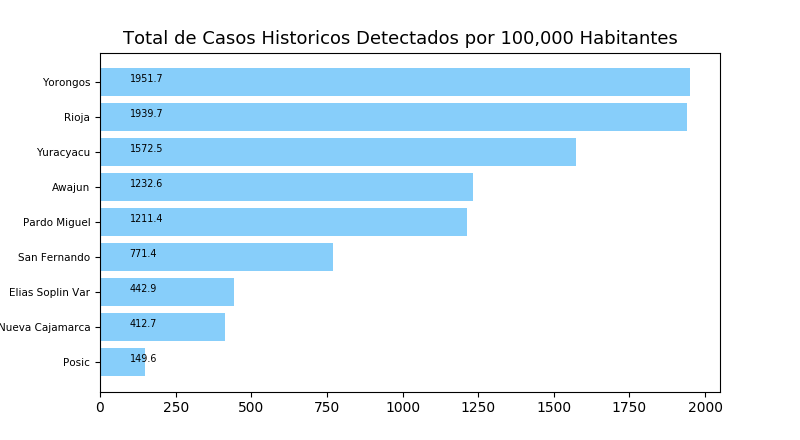 Total de Casos Historicos Detectados por 100,000 Habitantes
Yorongos 1951.7
Rioja 1939.7
Yuracyacu 1572.5
Awajun 1232.6
Pardo Miguel 1211.4
San Fernando 771.4
Elias Soplin Var 442.9
Nueva Cajamarca 412.7
Posic 149.6
0 250 500 750 1000 1250 1500 1750 2000